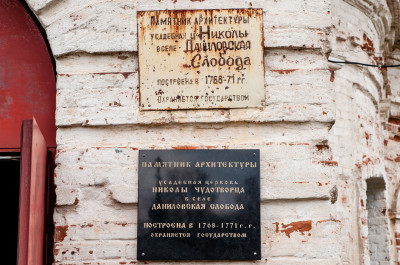 ПАМЯТНИК АРХИТЕКТУРЫ
УСАДЕБНАЯ Ц. НИКОЛЫ
В СЕЛЕ ДАНИЛОВСКАЯ
СЛОБОДА
ПОСТРОЕНА В 1768-71 ГГ.
ОХРАНЯЕТСЯ ГОСУДАРСТВОМ
ПАМЯТНИК АРХИТЕКТУРЫ
УСАДЕБНАЯ ЦЕРКОВЬ
НИКОЛЫ ЧУДОТВОРЦА
В СЕЛЕ
ДАНИЛОВСКАЯ СЛОБОДА
ПОСТРОЕНА В 1768-1771 Г. Г.
ОХРАНЯЕТСЯ ГОСУДАРСТВОМ